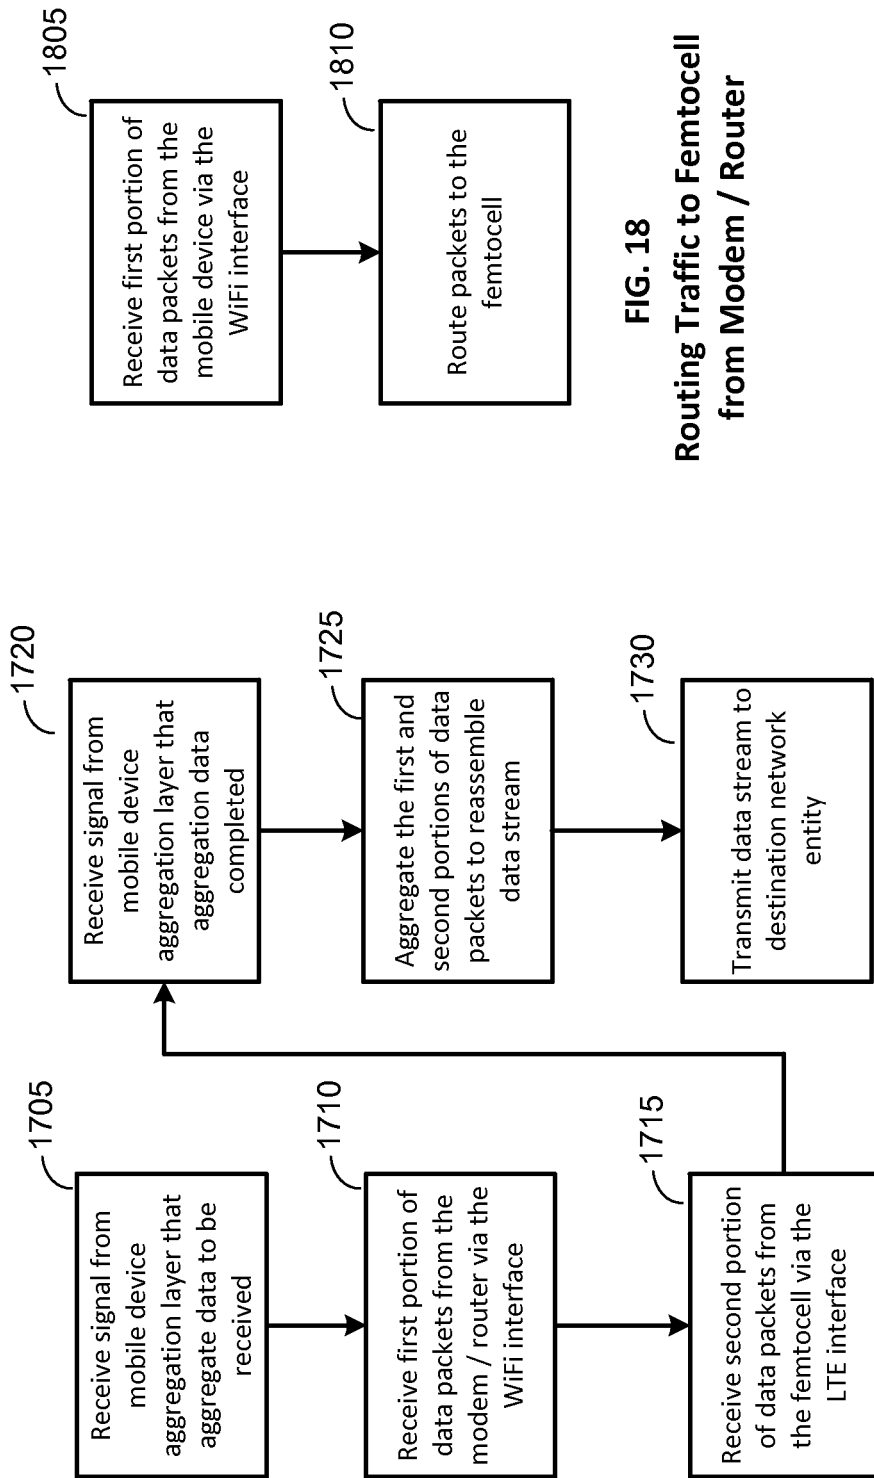 1705
Receive signal from
mobile device
aggregation layer that
aggregate data to be
received
1710
Receive first portion of
data packets from the
modem / router via the
WiFi interface
1715
Receive second portion
of data packets from
the femtocell via the
LTE interface
1720
Receive signal from
mobile device
aggregation layer that
aggregation data
completed
1725
Aggregate the first and
second portions of data
packets to reassemble
data stream
1730
Transmit data stream to
destination network
entity
1805
Receive first portion of
data packets from the
mobile device via the
WiFi interface
1810
Route packets to the
femtocell
FIG. 18
Routing Traffic to Femtocell
from Modem / Router